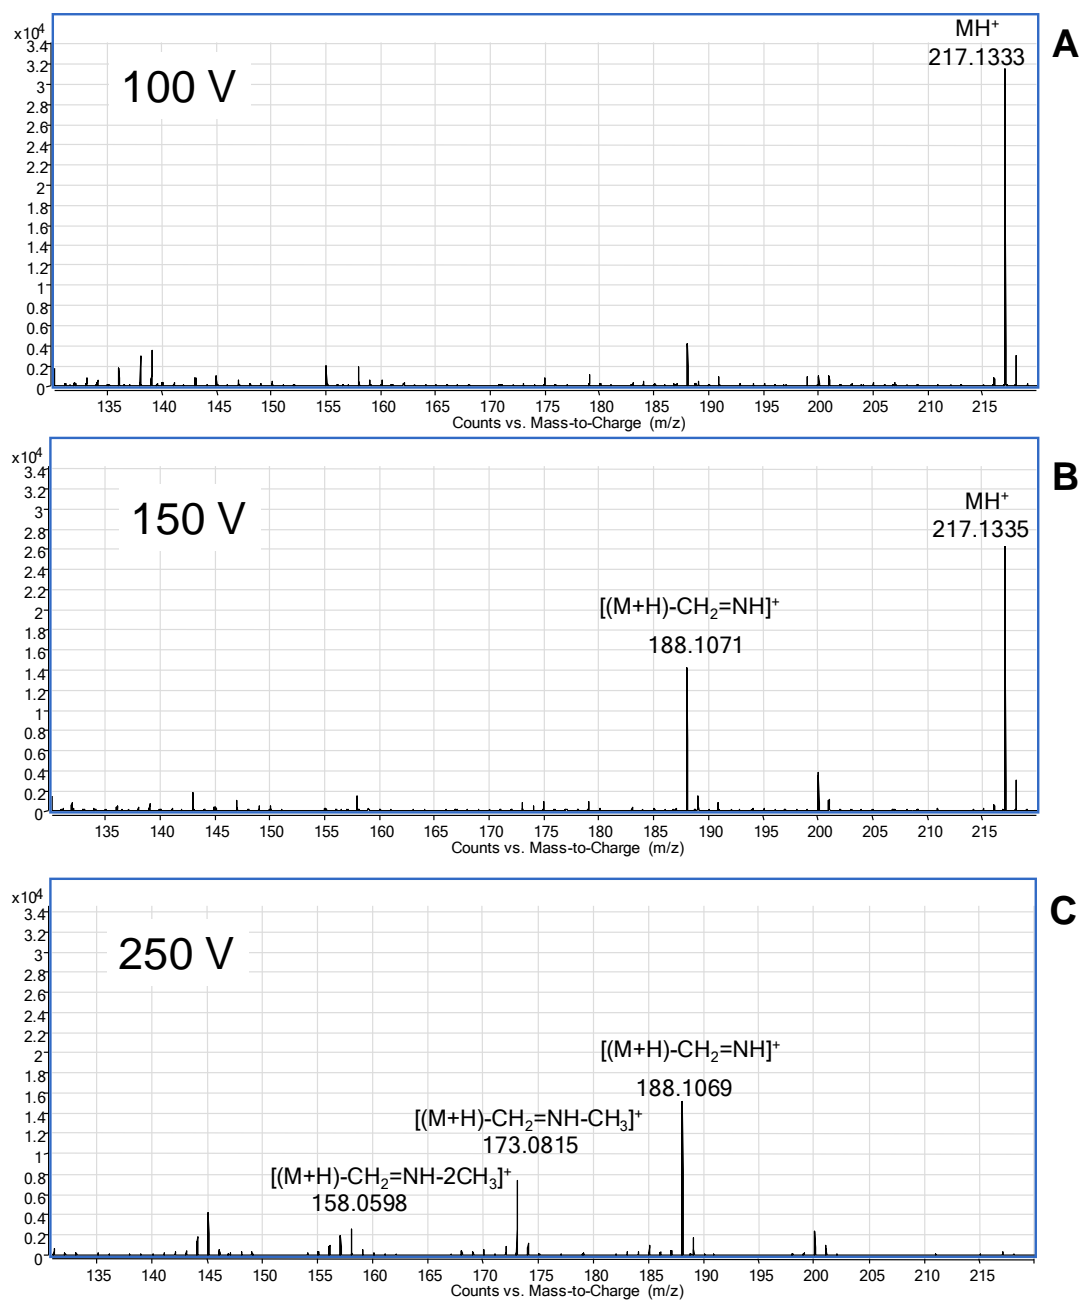 A
x10⁴
3.4
3.2
3
2.8
2.6
2.4
2.2
2
1.8
1.6
1.4
1.2
1
0.8
0.6
0.4
0.2
0
100 V
MH⁺
217.1333
135 140 145 150 155 160 165 170 175 180 185 190 195 200 205 210 215
Counts vs. Mass-to-Charge (m/z)
B
x10⁴
3.4
3.2
3
2.8
2.6
2.4
2.2
2
1.8
1.6
1.4
1.2
1
0.8
0.6
0.4
0.2
0
150 V
MH⁺
217.1335
[(M+H)-CH₂=NH]⁺
188.1071
135 140 145 150 155 160 165 170 175 180 185 190 195 200 205 210 215
Counts vs. Mass-to-Charge (m/z)
C
x10⁴
3.4
3.2
3
2.8
2.6
2.4
2.2
2
1.8
1.6
1.4
1.2
1
0.8
0.6
0.4
0.2
0
250 V
[(M+H)-CH₂=NH]⁺
188.1069
[(M+H)-CH₂=NH-CH₃]⁺
173.0815
[(M+H)-CH₂=NH-2CH₃]⁺
158.0598
135 140 145 150 155 160 165 170 175 180 185 190 195 200 205 210 215
Counts vs. Mass-to-Charge (m/z)